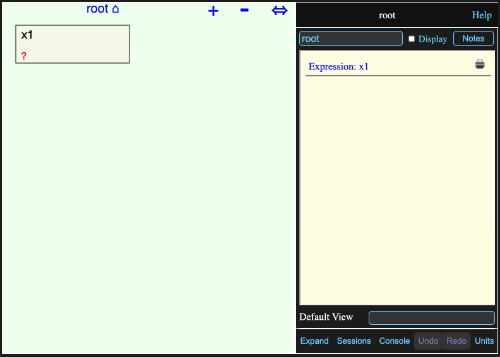 root ⌂ + - ⇔
x1
?
root Help
root Display Notes
Expression: x1
Default View
Expand Sessions Console Undo Redo Units